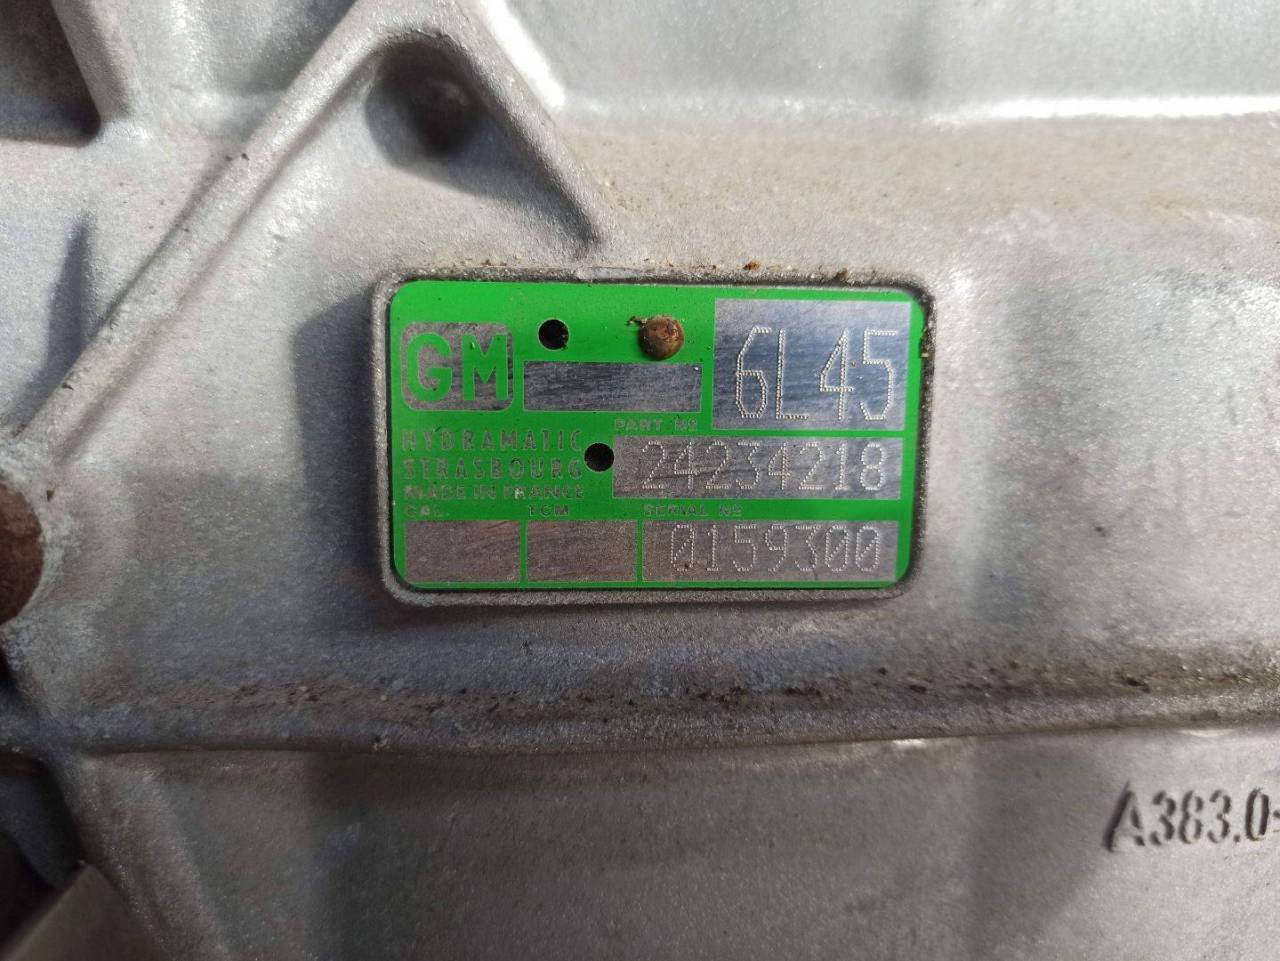 GM
6L45
PART Nº
HYDRAMATIC
24234218
STRASBOURG
MADE IN FRANCE
CAL. TCM SERIAL Nº
0159300
A383.0